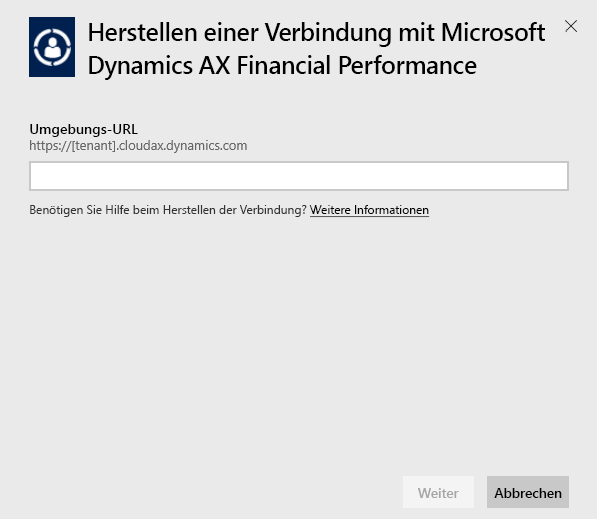 Herstellen einer Verbindung mit Microsoft
Dynamics AX Financial Performance
Umgebungs-URL
https://[tenant].cloudax.dynamics.com
Benötigen Sie Hilfe beim Herstellen der Verbindung? Weitere Informationen
Weiter Abbrechen